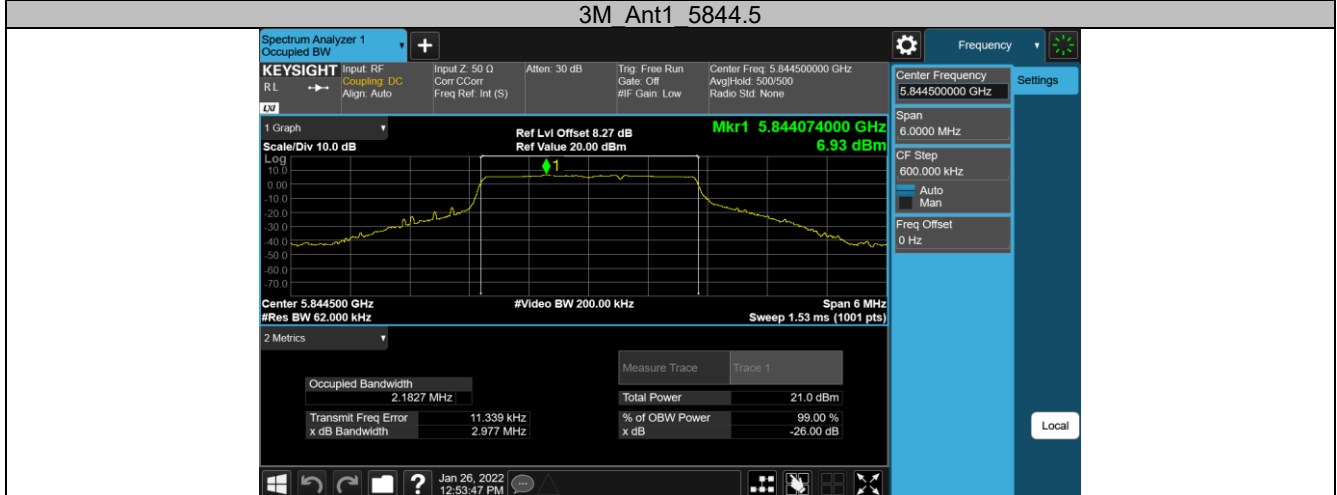 3M_Ant1_5844.5
Spectrum Analyzer 1
Occupied BW
+
Frequency
KEYSIGHT
RL
LXI
Input: RF
Coupling: DC
Align: Auto
Input Z: 50 Ω
Corr CCorr
Freq Ref: Int (S)
Atten: 30 dB
Trig: Free Run
Gate: Off
#IF Gain: Low
Center Freq: 5.844500000 GHz
Avg|Hold: 500/500
Radio Std: None
Center Frequency
5.844500000 GHz
Settings
Span
6.0000 MHz
CF Step
600.000 kHz
Auto
Man
Freq Offset
0 Hz
Local
1 Graph
Scale/Div 10.0 dB
Ref Lvl Offset 8.27 dB
Ref Value 20.00 dBm
Mkr1 5.844074000 GHz
6.93 dBm
Log
10.0
0.00
-10.0
-20.0
-30.0
-40.0
-50.0
-60.0
-70.0
1
Center 5.844500 GHz
#Res BW 62.000 kHz
#Video BW 200.00 kHz
Span 6 MHz
Sweep 1.53 ms (1001 pts)
2 Metrics
Measure Trace Trace 1
Occupied Bandwidth
2.1827 MHz
Total Power 21.0 dBm
Transmit Freq Error 11.339 kHz
% of OBW Power 99.00 %
x dB Bandwidth 2.977 MHz
x dB -26.00 dB
?
Jan 26, 2022
12:53:47 PM